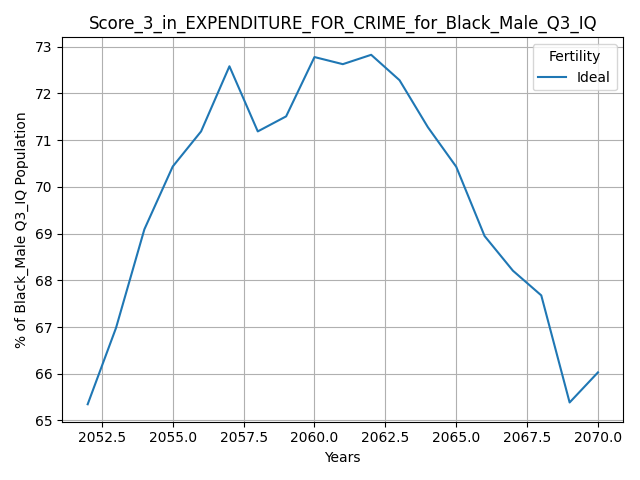 Score_3_in_EXPENDITURE_FOR_CRIME_for_Black_Male_Q3_IQ
Fertility
Ideal
% of Black_Male Q3_IQ Population
73
72
71
70
69
68
67
66
65
2052.5 2055.0 2057.5 2060.0 2062.5 2065.0 2067.5 2070.0
Years